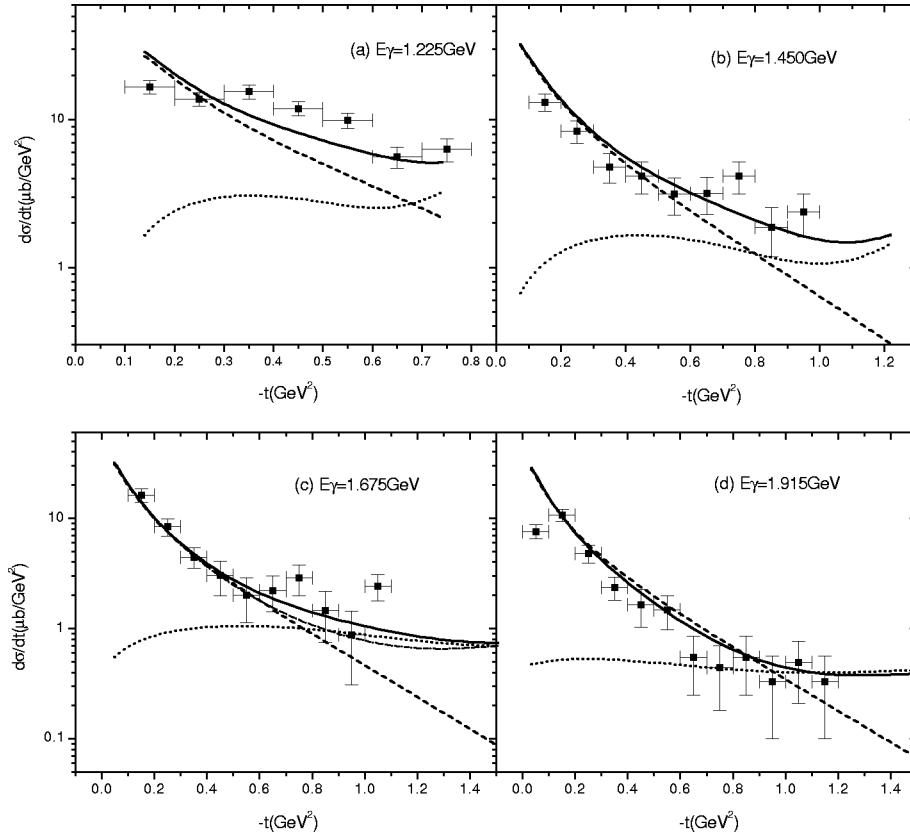 (a) Eγ=1.225GeV
(b) Eγ=1.450GeV
dσ/dt(μb/GeV²)
10
1
0.0 0.1 0.2 0.3 0.4 0.5 0.6 0.7 0.8
0.0 0.2 0.4 0.6 0.8 1.0 1.2
-t(GeV²)
-t(GeV²)
(c) Eγ=1.675GeV
(d) Eγ=1.915GeV
dσ/dt(μb/GeV²)
10
1
0.1
0.0 0.2 0.4 0.6 0.8 1.0 1.2 1.4
0.0 0.2 0.4 0.6 0.8 1.0 1.2 1.4
-t(GeV²)
-t(GeV²)